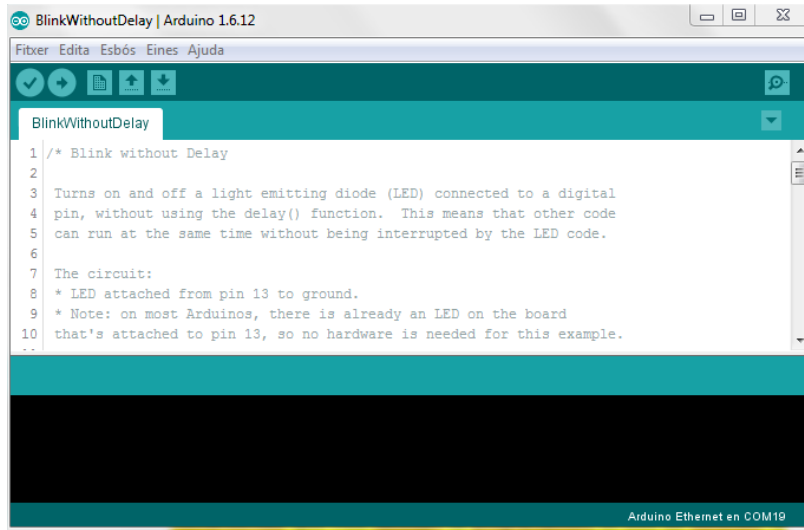 BlinkWithoutDelay | Arduino 1.6.12
Fitxer Edita Esbós Eines Ajuda
BlinkWithoutDelay
1 /* Blink without Delay
2
3 Turns on and off a light emitting diode (LED) connected to a digital
4 pin, without using the delay() function.  This means that other code
5 can run at the same time without being interrupted by the LED code.
6
7 The circuit:
8 * LED attached from pin 13 to ground.
9 * Note: on most Arduinos, there is already an LED on the board
10 that's attached to pin 13, so no hardware is needed for this example.
Arduino Ethernet en COM19